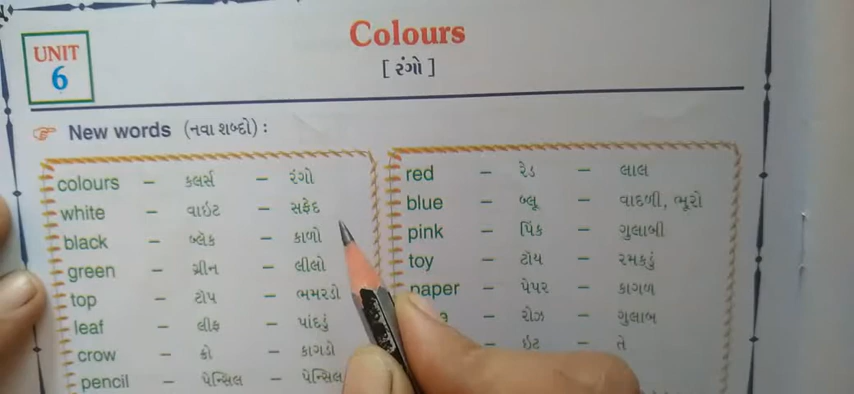 UNIT
6
Colours
[ રંગો ]
New words (નવા શબ્દો) :
colours – કલર્સ – રંગો
white – વાઇટ – સફેદ
black – બ્લૅક – કાળો
green – ગ્રીન – લીલો
top – ટોપ – ભમરડો
leaf – લીફ – પાંદડું
crow – ક્રો – કાગડો
pencil – પેન્સિલ – પેન્સિલ
red – રેડ – લાલ
blue – બ્લૂ – વાદળી, ભૂરો
pink – પિંક – ગુલાબી
toy – ટૉય – રમકડું
paper – પેપર – કાગળ
– રોઝ – ગુલાબ
– ઇટ – તે